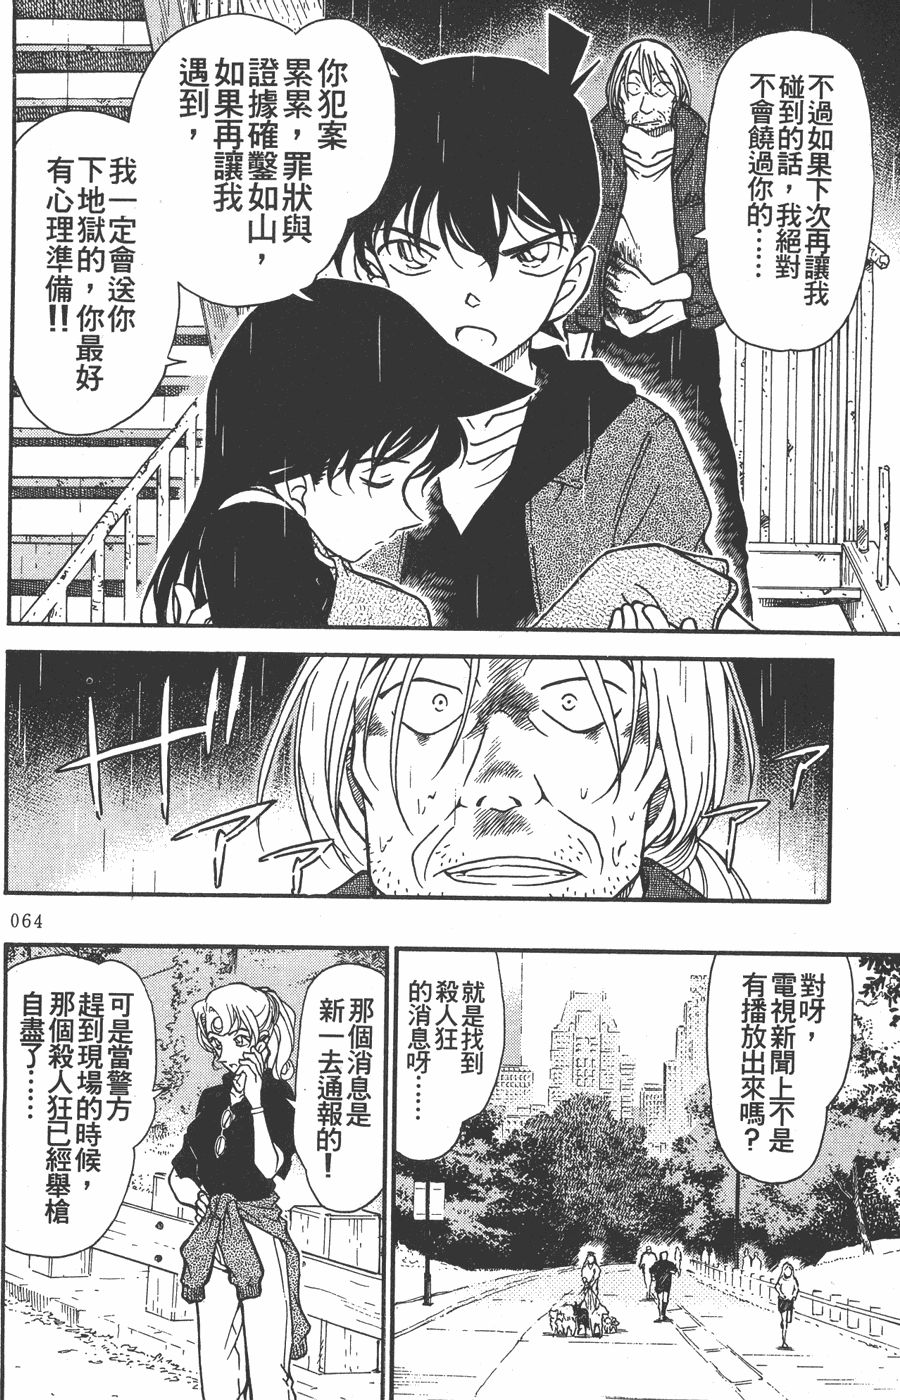 不過如果下次再讓我
碰到的話，我絕對
不會饒過你的……
你犯案
累累，罪狀與
證據確鑿如山，
如果再讓我
遇到，
我一定會送你
下地獄的，你最好
有心理準備!!
064
對呀，
電視新聞上不是
有播放出來嗎？
就是找到
殺人狂
的消息呀……
那個消息是
新一去通報的！
可是當警方
趕到現場的時候，
那個殺人狂已經舉槍
自盡了……